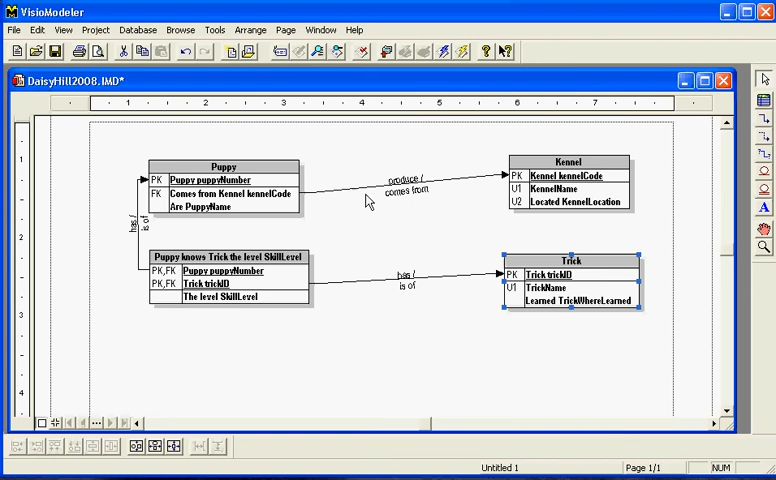 VisioModeler
File Edit View Project Database Browse Tools Arrange Page Window Help
DaisyHill2008.IMD*
1 2 3 4 5 6 7
1
2
3
4
Puppy
PK Puppy puppyNumber
FK Comes from Kennel kennelCode
Are PuppyName
produce /
comes from
Kennel
PK Kennel kennelCode
U1 KennelName
U2 Located KennelLocation
has /
is of
Puppy knows Trick the level SkillLevel
PK,FK Puppy puppyNumber
PK,FK Trick trickID
The level SkillLevel
has /
is of
Trick
PK Trick trickID
U1 TrickName
Learned TrickWhereLearned
Untitled 1 Page 1/1 NUM